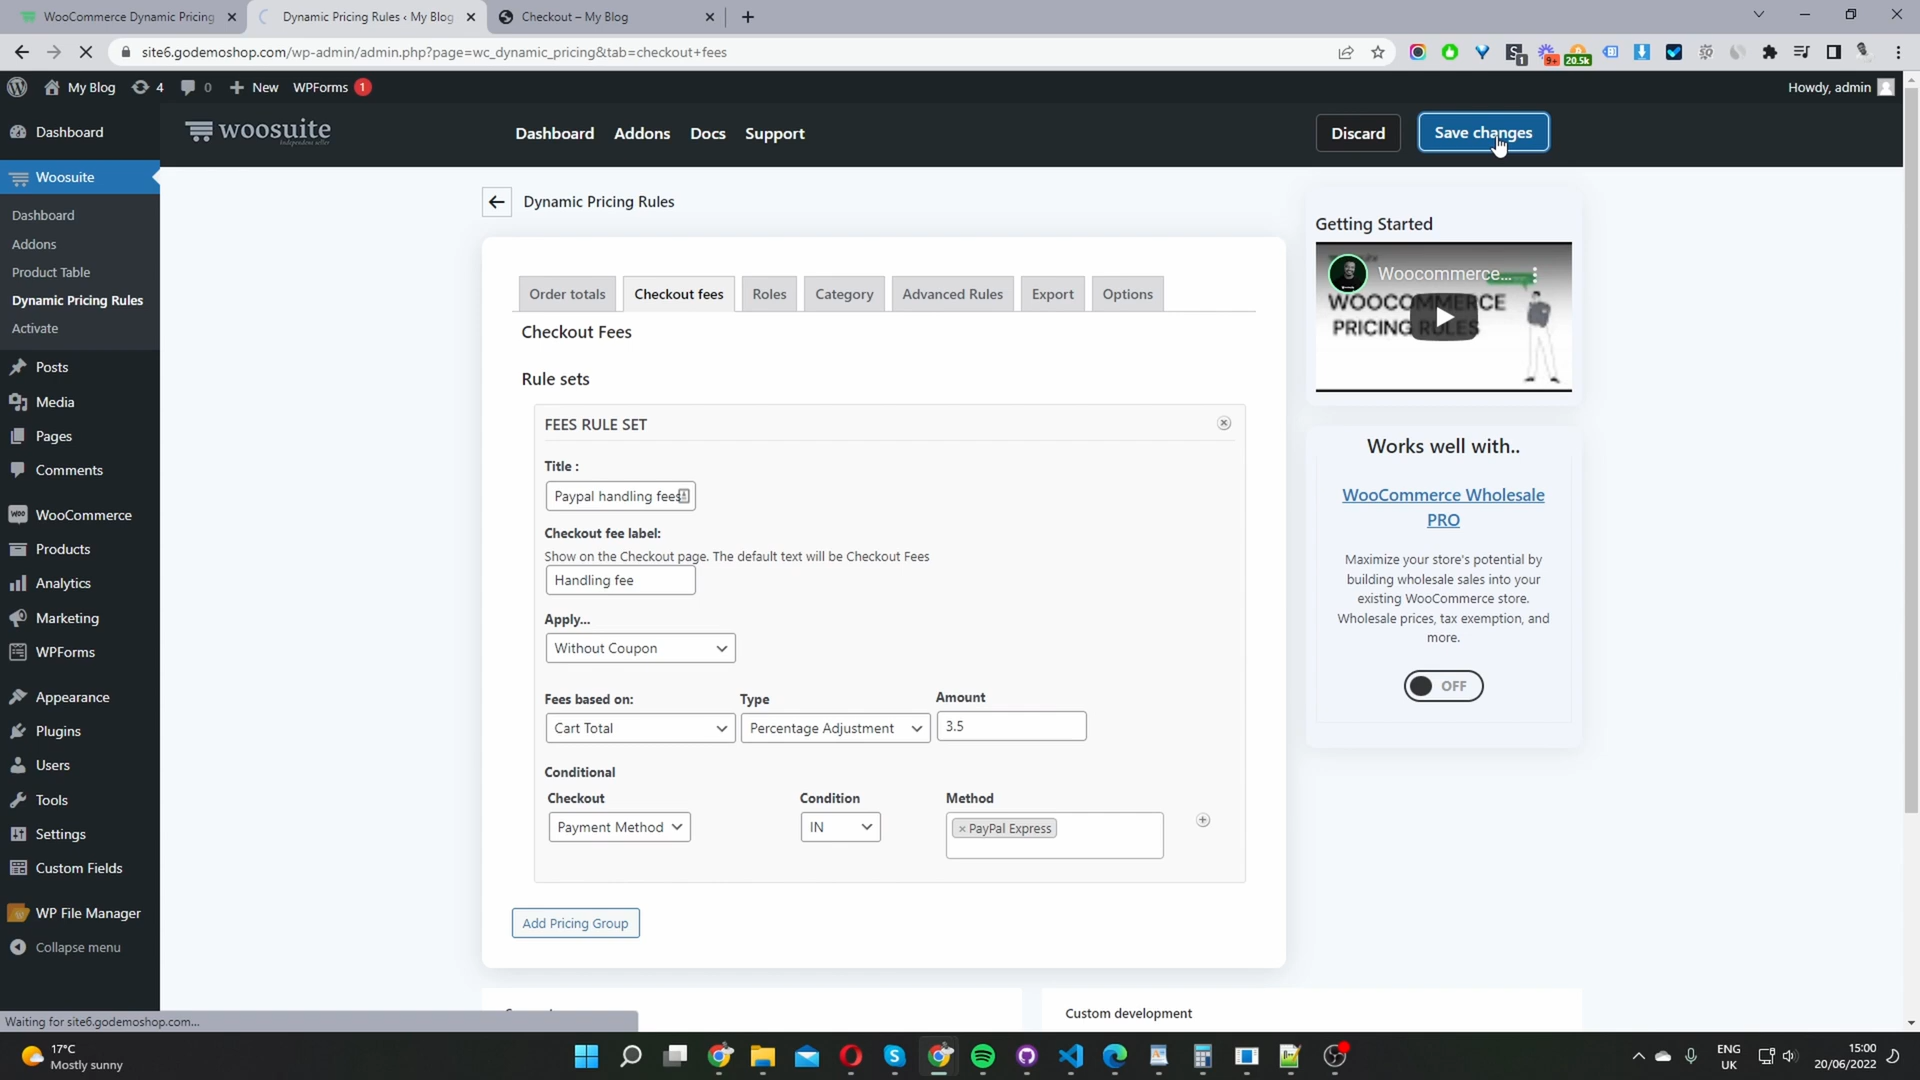 WooCommerce Dynamic Pricing
Dynamic Pricing Rules ‹ My Blog
Checkout – My Blog
site6.godemoshop.com/wp-admin/admin.php?page=wc_dynamic_pricing&tab=checkout+fees
1
9+
20.5k
My Blog
4
0
New
WPForms
1
Howdy, admin
Dashboard
woosuite
Dashboard
Addons
Docs
Support
Discard
Save changes
Woosuite
Dashboard
Addons
Product Table
Dynamic Pricing Rules
Activate
Posts
Media
Pages
Comments
WooCommerce
Products
Analytics
Marketing
WPForms
Appearance
Plugins
Users
Tools
Settings
Custom Fields
WP File Manager
Collapse menu
Dynamic Pricing Rules
Order totals
Checkout fees
Roles
Category
Advanced Rules
Export
Options
Checkout Fees
Rule sets
FEES RULE SET
Title :
Paypal handling fees
Checkout fee label:
Show on the Checkout page. The default text will be Checkout Fees
Handling fee
Apply...
Without Coupon
Fees based on:
Type
Amount
Cart Total
Percentage Adjustment
3.5
Conditional
Checkout
Condition
Method
Payment Method
IN
× PayPal Express
Add Pricing Group
Getting Started
Woocommerce...
WOOCOMMERCE
PRICING RULES
Works well with..
WooCommerce Wholesale
PRO
Maximize your store's potential by
building wholesale sales into your
existing WooCommerce store.
Wholesale prices, tax exemption, and
more.
OFF
Custom development
Waiting for site6.godemoshop.com...
17°C
Mostly sunny
ENG
UK
15:00
20/06/2022